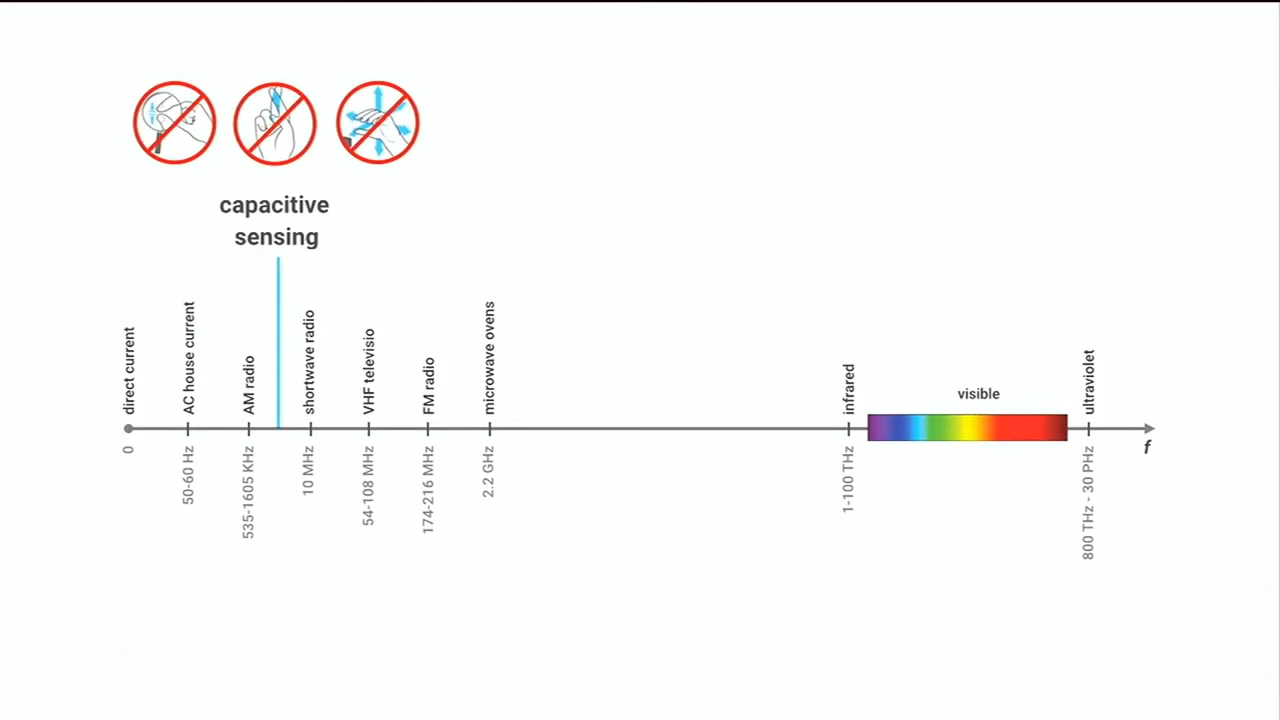 capacitive
sensing
direct current
AC house current
AM radio
shortwave radio
VHF televisio
FM radio
microwave ovens
infrared
visible
ultraviolet
0
50-60 Hz
535-1605 KHz
10 MHz
54-108 MHz
174-216 MHz
2.2 GHz
1-100 THz
800 THz - 30 PHz
f